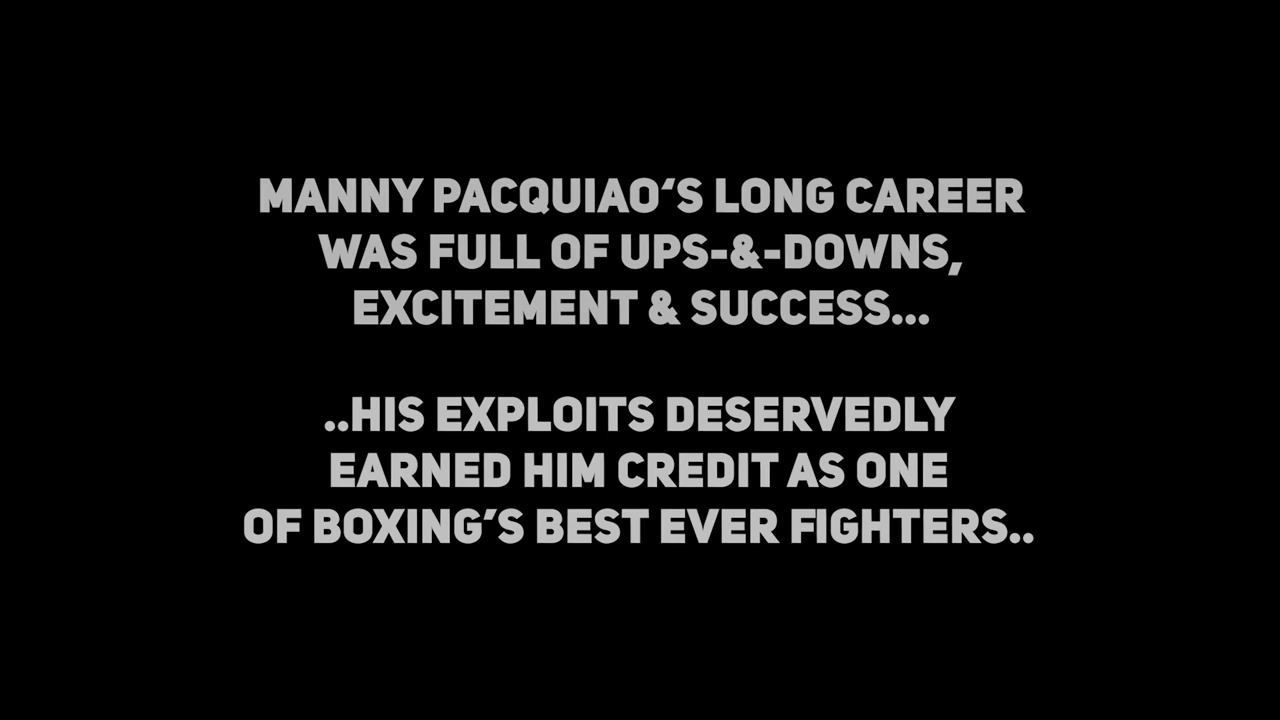 MANNY PACQUIAO‘S LONG CAREER
WAS FULL OF UPS-&-DOWNS,
EXCITEMENT & SUCCESS...
..HIS EXPLOITS DESERVEDLY
EARNED HIM CREDIT AS ONE
OF BOXING’S BEST EVER FIGHTERS..